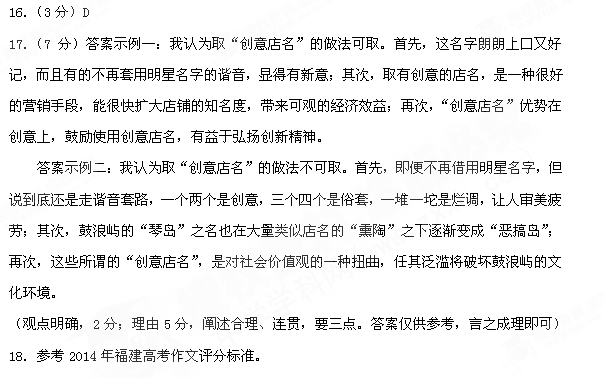 16.（3分）D
17.（7 分）答案示例一：我认为取“创意店名”的做法可取。首先，这名字朗朗上口又好
记，而且有的不再套用明星名字的谐音，显得有新意；其次，取有创意的店名，是一种很好
的营销手段，能很快扩大店铺的知名度，带来可观的经济效益；再次，“创意店名”优势在
创意上，鼓励使用创意店名，有益于弘扬创新精神。
答案示例二：我认为取“创意店名”的做法不可取。首先，即便不再借用明星名字，但
说到底还是走谐音套路，一个两个是创意，三个四个是俗套，一堆一坨是烂调，让人审美疲
劳；其次，鼓浪屿的“琴岛”之名也在大量类似店名的“熏陶”之下逐渐变成“恶搞岛”；
再次，这些所谓的“创意店名”，是对社会价值观的一种扭曲，任其泛滥将破坏鼓浪屿的文
化环境。
（观点明确，2分；理由5分，阐述合理、连贯，要三点。答案仅供参考，言之成理即可）
18. 参考2014年福建高考作文评分标准。